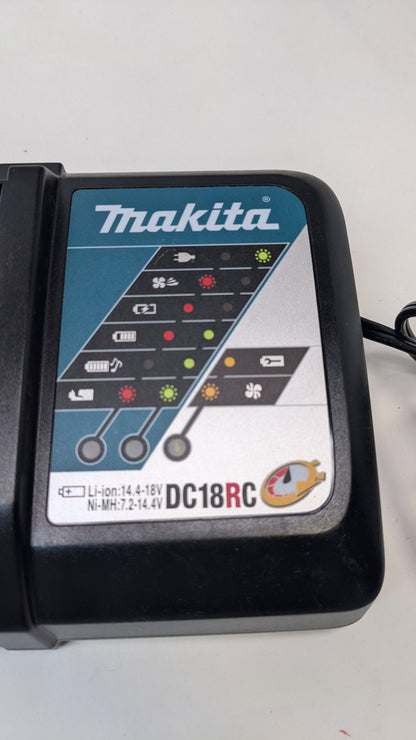 makita®
Li-ion:14.4-18V
Ni-MH:7.2-14.4V
DC18RC